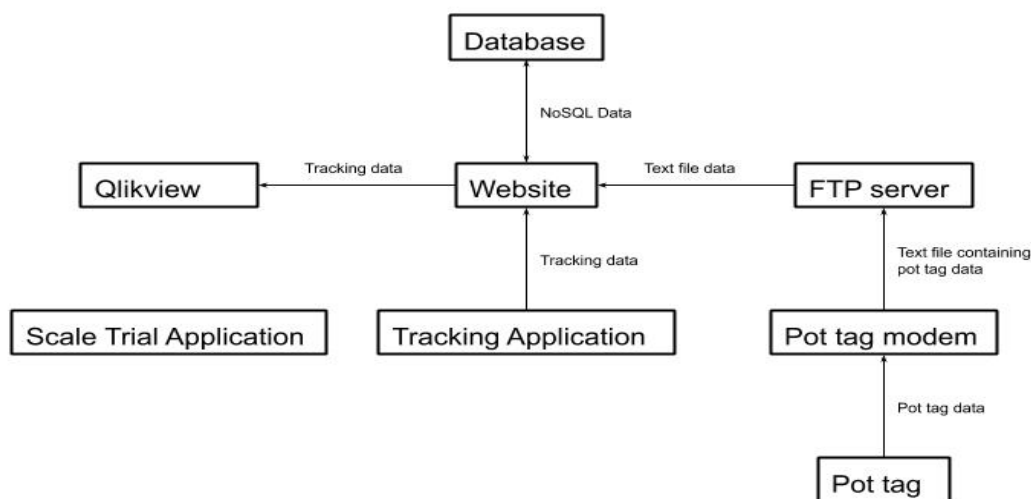 Database
NoSQL Data
Tracking data
Text file data
Qlikview
Website
FTP server
Tracking data
Text file containing
pot tag data
Scale Trial Application
Tracking Application
Pot tag modem
Pot tag data
Pot tag